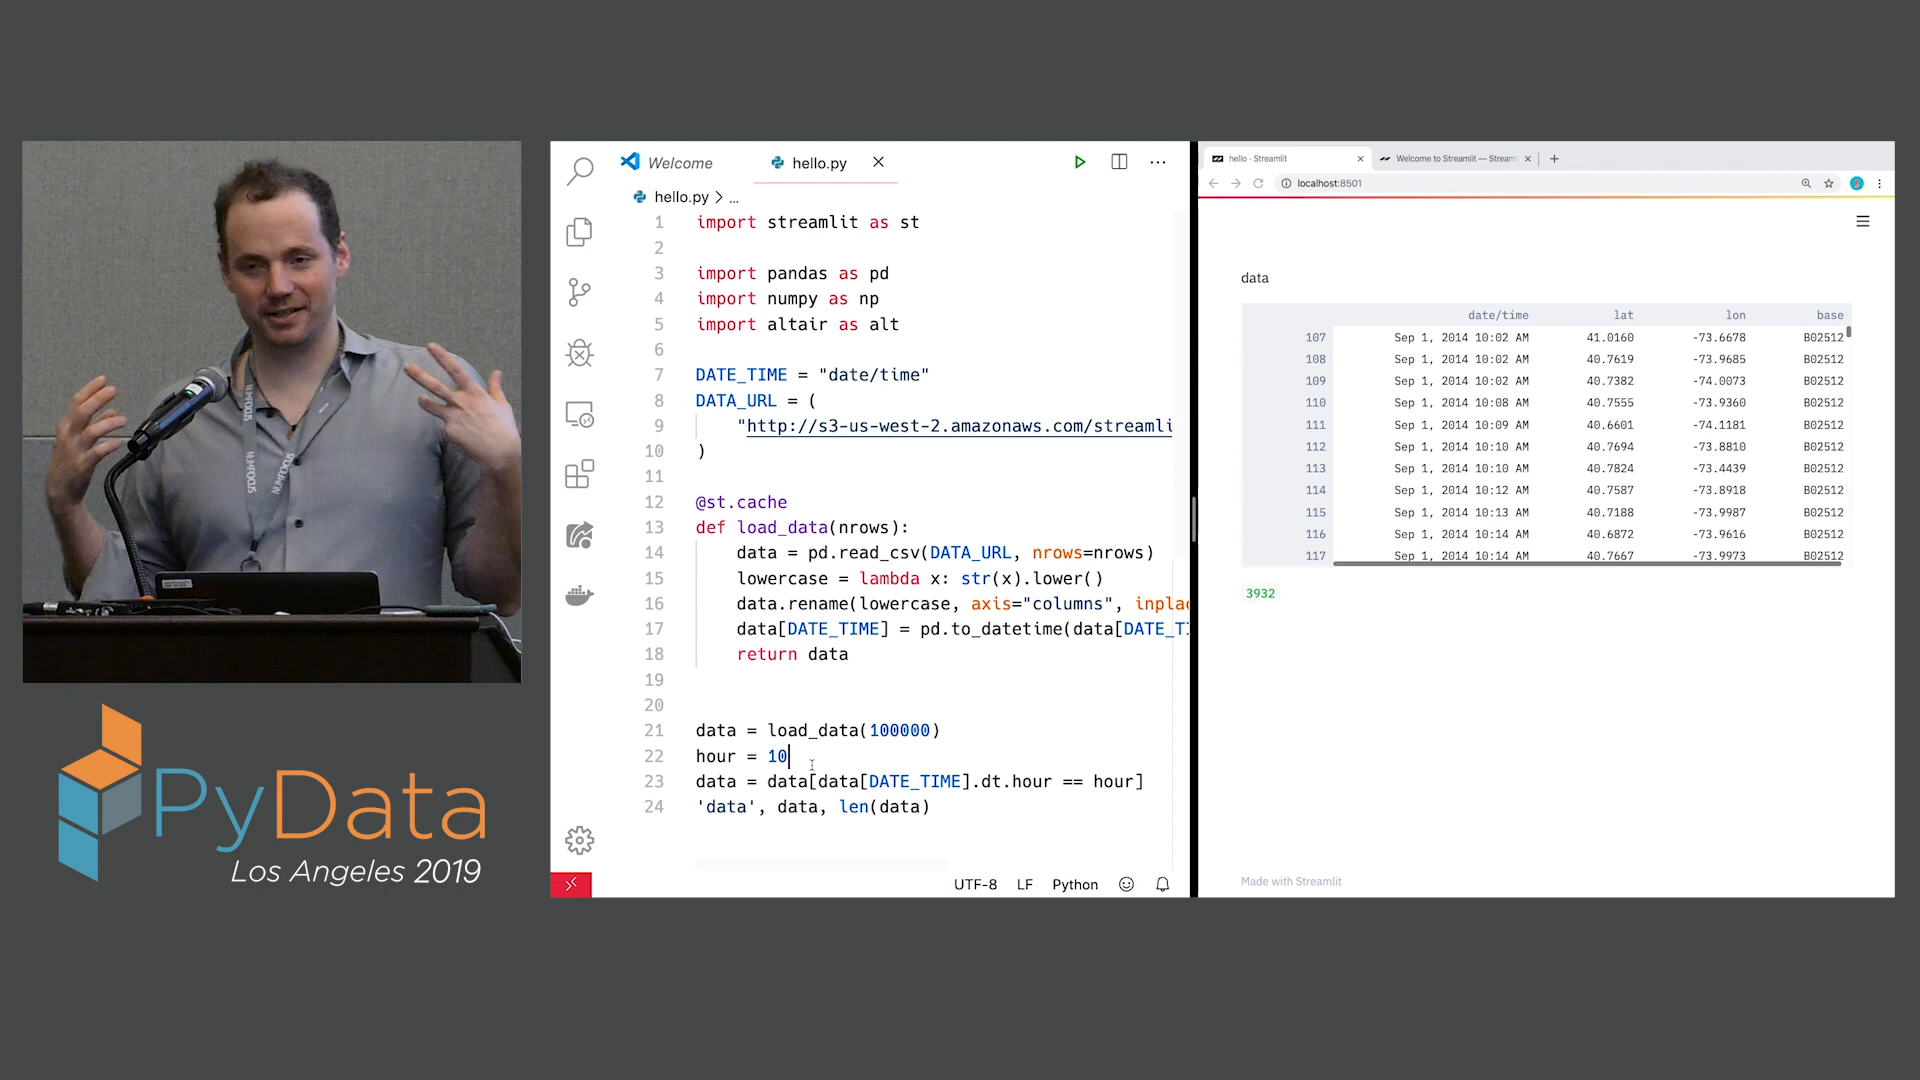 NUMFOCUS
NUMFOCUS
PyData
Los Angeles 2019
Welcome
hello.py
hello.py > ...
1 import streamlit as st
2
3 import pandas as pd
4 import numpy as np
5 import altair as alt
6
7 DATE_TIME = "date/time"
8 DATA_URL = (
9 "http://s3-us-west-2.amazonaws.com/streamli
10 )
11
12 @st.cache
13 def load_data(nrows):
14 data = pd.read_csv(DATA_URL, nrows=nrows)
15 lowercase = lambda x: str(x).lower()
16 data.rename(lowercase, axis="columns", inplac
17 data[DATE_TIME] = pd.to_datetime(data[DATE_TI
18 return data
19
20
21 data = load_data(100000)
22 hour = 10
23 data = data[data[DATE_TIME].dt.hour == hour]
24 'data', data, len(data)
UTF-8 LF Python
hello · Streamlit
Welcome to Streamlit — Stream
localhost:8501
data
date/time lat lon base
107 Sep 1, 2014 10:02 AM 41.0160 -73.6678 B02512
108 Sep 1, 2014 10:02 AM 40.7619 -73.9685 B02512
109 Sep 1, 2014 10:02 AM 40.7382 -74.0073 B02512
110 Sep 1, 2014 10:08 AM 40.7555 -73.9360 B02512
111 Sep 1, 2014 10:09 AM 40.6601 -74.1181 B02512
112 Sep 1, 2014 10:10 AM 40.7694 -73.8810 B02512
113 Sep 1, 2014 10:10 AM 40.7824 -73.4439 B02512
114 Sep 1, 2014 10:12 AM 40.7587 -73.8918 B02512
115 Sep 1, 2014 10:13 AM 40.7188 -73.9987 B02512
116 Sep 1, 2014 10:14 AM 40.6872 -73.9616 B02512
117 Sep 1, 2014 10:14 AM 40.7667 -73.9973 B02512
3932
Made with Streamlit